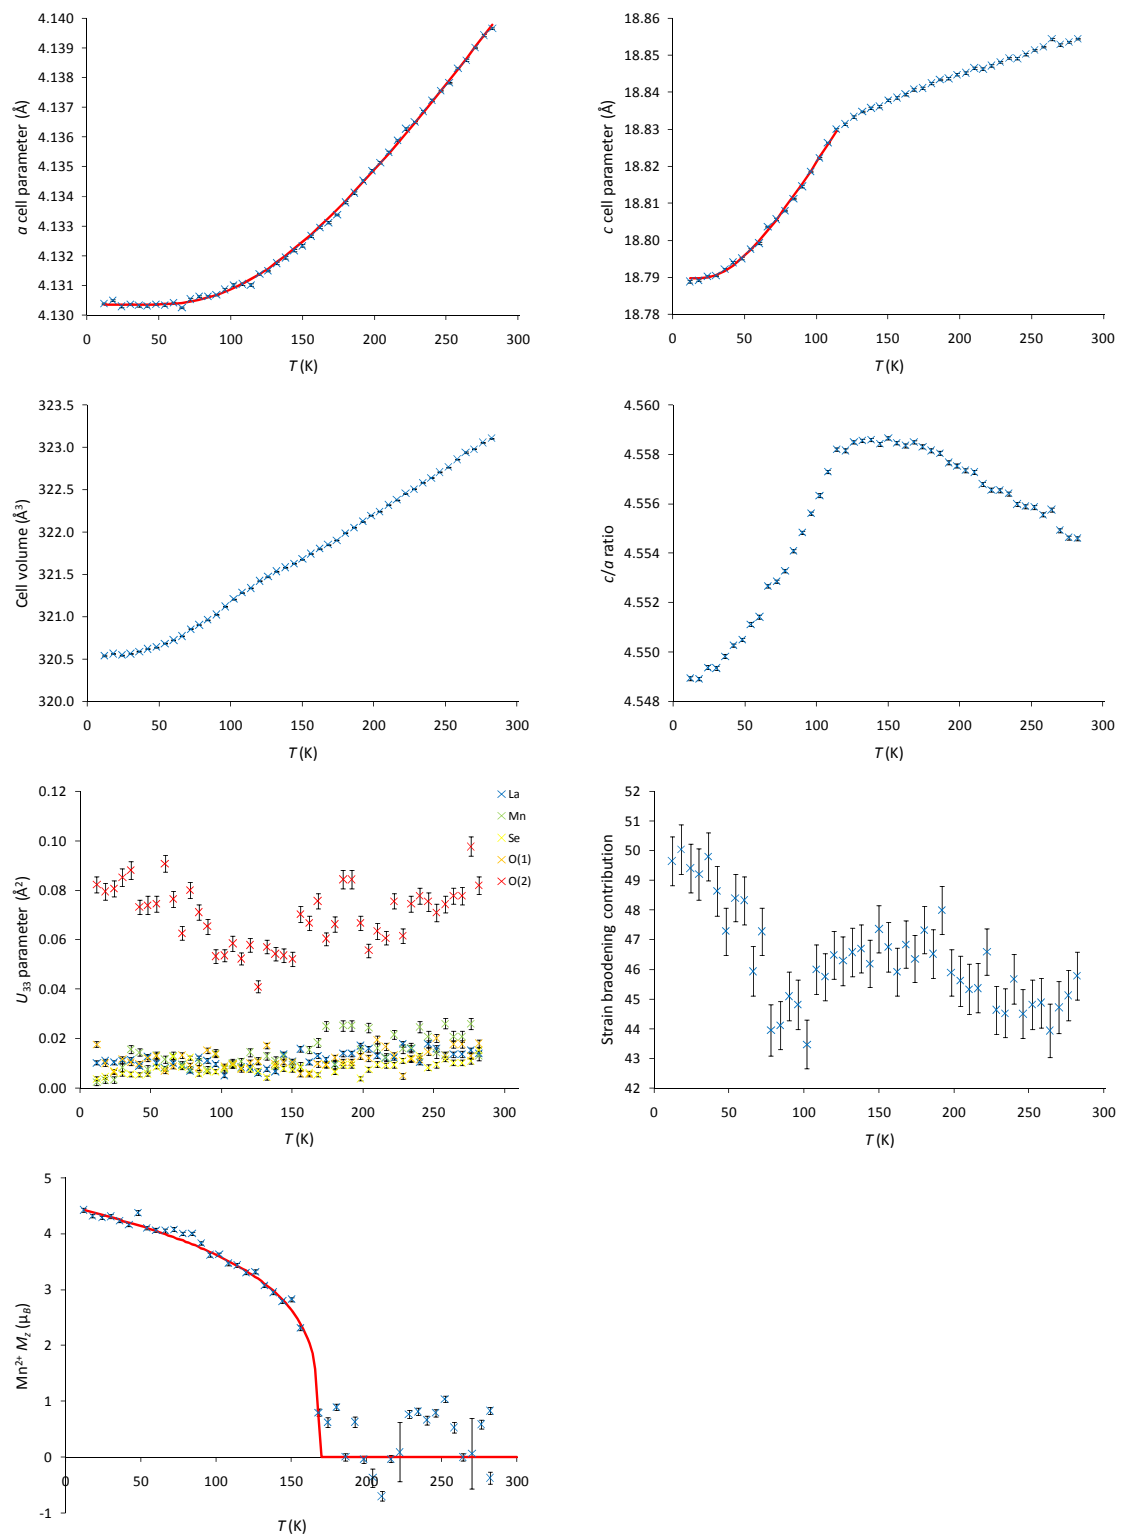 4.140
4.139
4.138
4.137
4.136
4.135
4.134
4.133
4.132
4.131
4.130
0 50 100 150 200 250 300
a cell parameter (Å)
T (K)
18.86
18.85
18.84
18.83
18.82
18.81
18.80
18.79
18.78
0 50 100 150 200 250 300
c cell parameter (Å)
T (K)
323.5
323.0
322.5
322.0
321.5
321.0
320.5
320.0
0 50 100 150 200 250 300
Cell volume (Å³)
T (K)
4.560
4.558
4.556
4.554
4.552
4.550
4.548
0 50 100 150 200 250 300
c/a ratio
T (K)
0.12
0.10
0.08
0.06
0.04
0.02
0.00
0 50 100 150 200 250 300
U₃₃ parameter (Å²)
T (K)
La
Mn
Se
O(1)
O(2)
52
51
50
49
48
47
46
45
44
43
42
0 50 100 150 200 250 300
Strain braodening contribution
T (K)
5
4
3
2
1
0
-1
0 50 100 150 200 250 300
Mn²⁺ M_z (μ_B)
T (K)